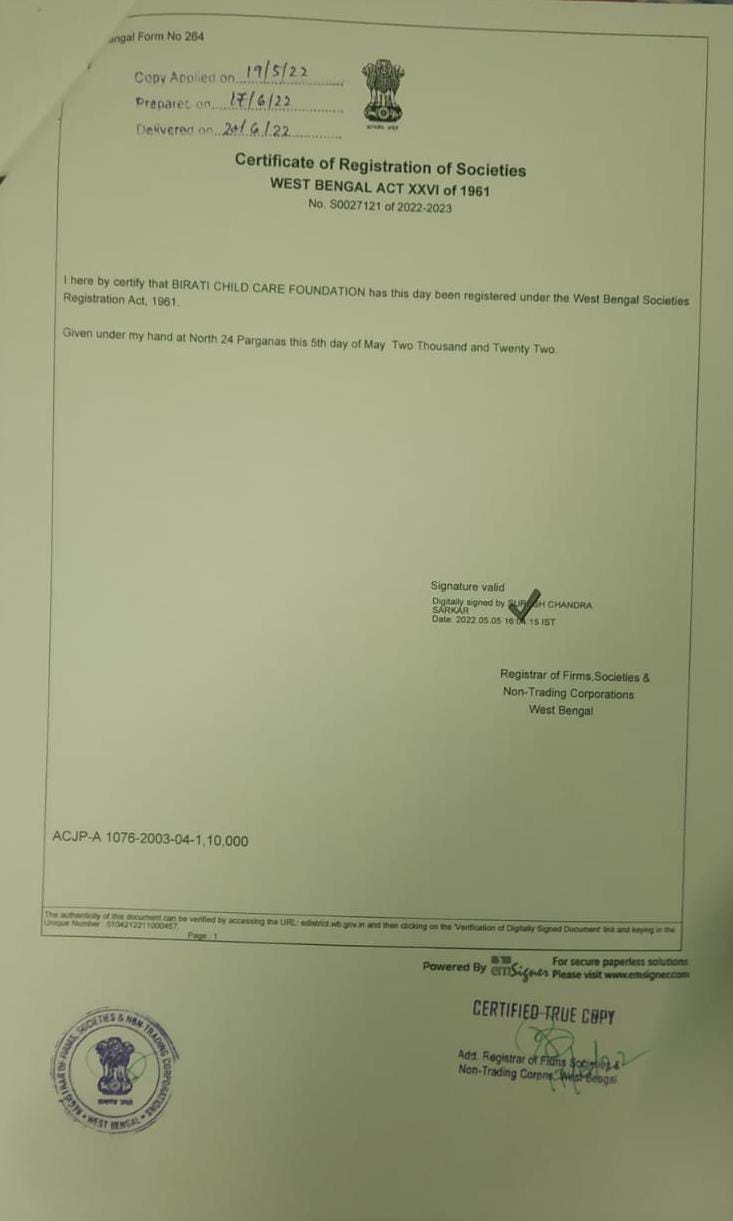 ngal Form No 264
Copy Applied on 19/5/22
Prepared on 17/6/22
Delivered on 20/6/22
सत्यमेव जयते
Certificate of Registration of Societies
WEST BENGAL ACT XXVI of 1961
No. S0027121 of 2022-2023
I here by certify that BIRATI CHILD CARE FOUNDATION has this day been registered under the West Bengal Societies
Registration Act, 1961.
Given under my hand at North 24 Parganas this 5th day of May Two Thousand and Twenty Two.
Signature valid
Digitally signed by SURESH CHANDRA
SARKAR
Date: 2022.05.05 16:04:15 IST
Registrar of Firms,Societies &
Non-Trading Corporations
West Bengal
ACJP-A 1076-2003-04-1,10,000
The authenticity of this document can be verified by accessing the URL: edistrict.wb.gov.in and then clicking on the 'Verification of Digitally Signed Document' link and keying in the
Unique Number : 0104212211000457.
Page : 1
Powered By emSigner
For secure paperless solutions
Please visit www.emsigner.com
CERTIFIED TRUE COPY
Add. Registrar of Firms Societies &
Non-Trading Corpns. West Bengal
REGISTRAR OF FIRMS, SOCIETIES & NON TRADING CORPORATIONS
WEST BENGAL
सत्यमेव जयते